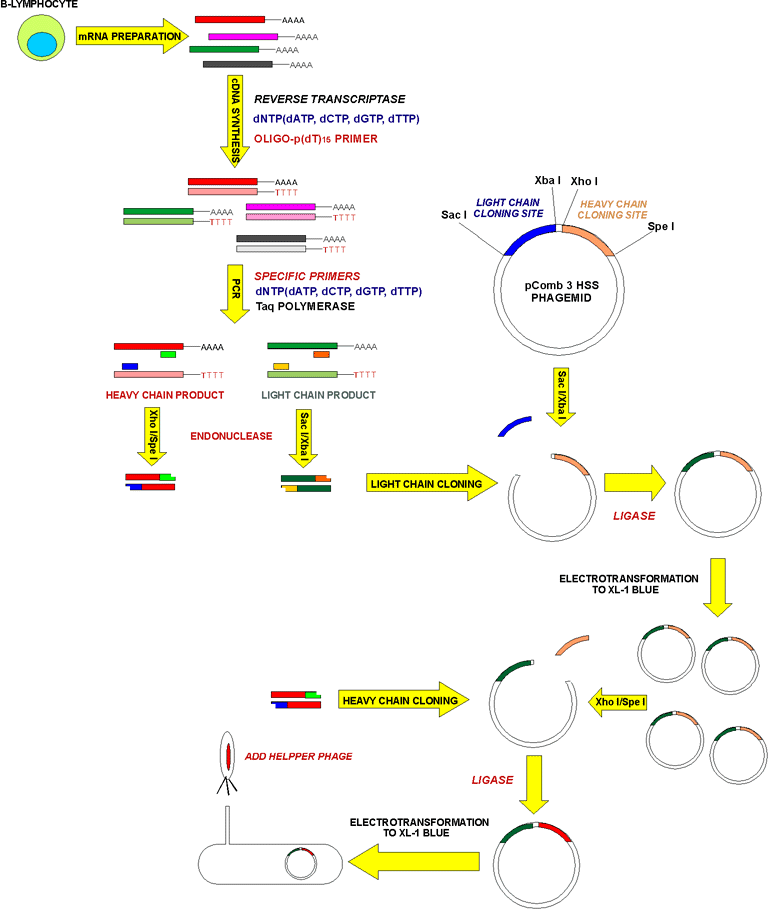 B-LYMPHOCYTE
mRNA PREPARATION
AAAA
AAAA
AAAA
AAAA
cDNA SYNTHESIS
REVERSE TRANSCRIPTASE
dNTP(dATP, dCTP, dGTP, dTTP)
OLIGO-p(dT)15 PRIMER
AAAA
TTTT
AAAA
TTTT
AAAA
TTTT
AAAA
TTTT
PCR
SPECIFIC PRIMERS
dNTP(dATP, dCTP, dGTP, dTTP)
Taq POLYMERASE
Xba I
Xho I
LIGHT CHAIN
CLONING SITE
HEAVY CHAIN
CLONING SITE
Sac I
Spe I
pComb 3 HSS
PHAGEMID
AAAA
TTTT
HEAVY CHAIN PRODUCT
AAAA
TTTT
LIGHT CHAIN PRODUCT
Xho I/Spe I
ENDONUCLEASE
Sac I/Xba I
Sac I/Xba I
LIGHT CHAIN CLONING
LIGASE
ELECTROTRANSFORMATION
TO XL-1 BLUE
HEAVY CHAIN CLONING
Xho I/Spe I
ADD HELPPER PHAGE
LIGASE
ELECTROTRANSFORMATION
TO XL-1 BLUE